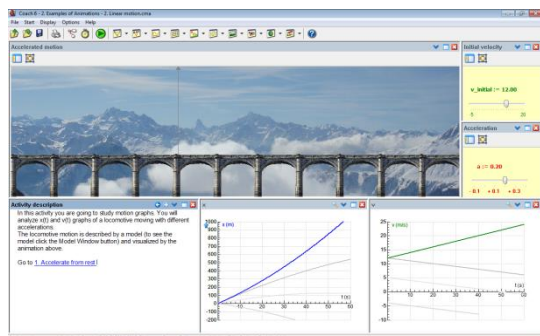 Coach 6 - 2. Examples of Animations - 2. Linear motion.cma
File Start Display Options Help
Accelerated motion
Initial velocity
v_initial := 12.00
5 20
Acceleration
a := 0.20
-0.1 +0.1 +0.3
Activity description
In this activity you are going to study motion graphs. You will
analyze x(t) and v(t) graphs of a locomotive moving with different
accelerations.
The locomotive motion is described by a model (to see the
model click the Model Window button) and visualized by the
animation above.
Go to 1. Accelerate from rest!
x
1000
900
800
700
600
500
400
300
200
100
0
-100
-200
x (m)
10 20 30 40 50 60
t (s)
v
25
20
15
10
5
0
-5
-10
v (m/s)
10 20 30 40 50 60
t (s)